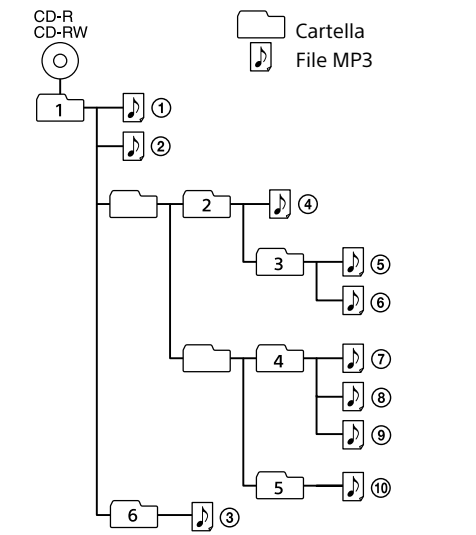 CD-R
CD-RW
Cartella
File MP3
1 ①
②
2 ④
3 ⑤
⑥
4 ⑦
⑧
⑨
5 ⑩
6 ③